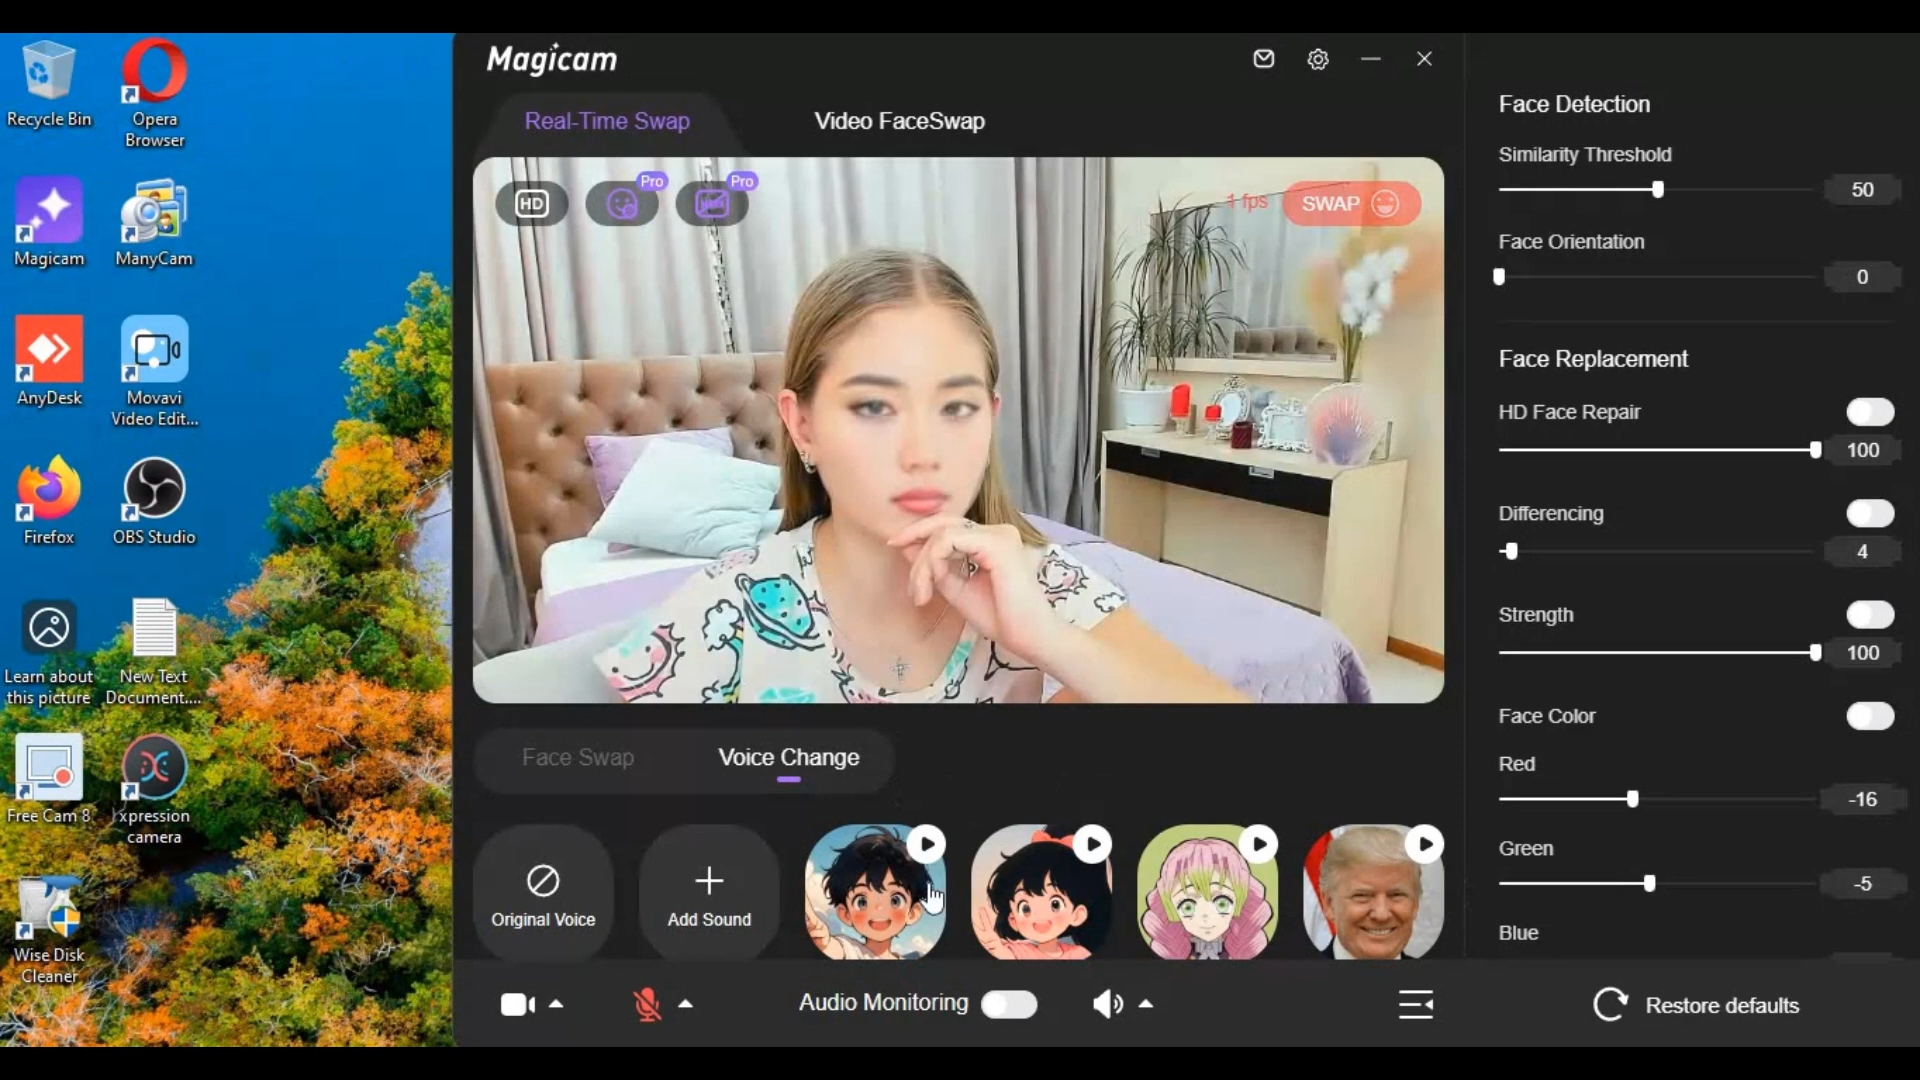 Recycle Bin
Opera
Browser
Magicam
ManyCam
AnyDesk
Movavi
Video Edit...
Firefox
OBS Studio
Learn about
this picture
New Text
Document....
Free Cam 8
Xpression
camera
Wise Disk
Cleaner
Magicam
Real-Time Swap
Video FaceSwap
HD
Pro
Pro
1 fps
SWAP
Face Swap
Voice Change
Original Voice
Add Sound
Audio Monitoring
Face Detection
Similarity Threshold
50
Face Orientation
0
Face Replacement
HD Face Repair
100
Differencing
4
Strength
100
Face Color
Red
-16
Green
-5
Blue
Restore defaults